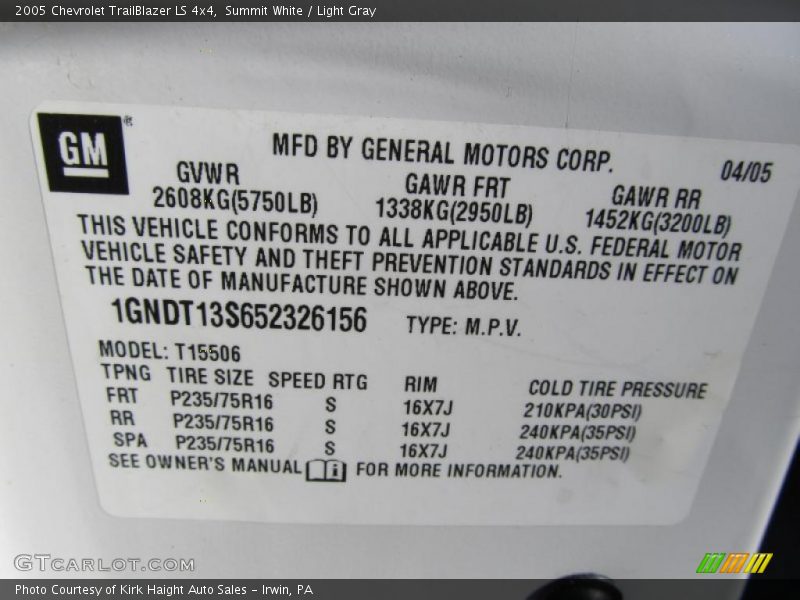 2005 Chevrolet TrailBlazer LS 4x4, Summit White / Light Gray
GM ®
MFD BY GENERAL MOTORS CORP.
04/05
GVWR GAWR FRT GAWR RR
2608KG(5750LB) 1338KG(2950LB) 1452KG(3200LB)
THIS VEHICLE CONFORMS TO ALL APPLICABLE U.S. FEDERAL MOTOR
VEHICLE SAFETY AND THEFT PREVENTION STANDARDS IN EFFECT ON
THE DATE OF MANUFACTURE SHOWN ABOVE.
1GNDT13S652326156 TYPE: M.P.V.
MODEL: T15506
TPNG TIRE SIZE SPEED RTG RIM COLD TIRE PRESSURE
FRT P235/75R16 S 16X7J 210KPA(30PSI)
RR P235/75R16 S 16X7J 240KPA(35PSI)
SPA P235/75R16 S 16X7J 240KPA(35PSI)
SEE OWNER'S MANUAL i FOR MORE INFORMATION.
GTCARLOT.COM
Photo Courtesy of Kirk Haight Auto Sales - Irwin, PA